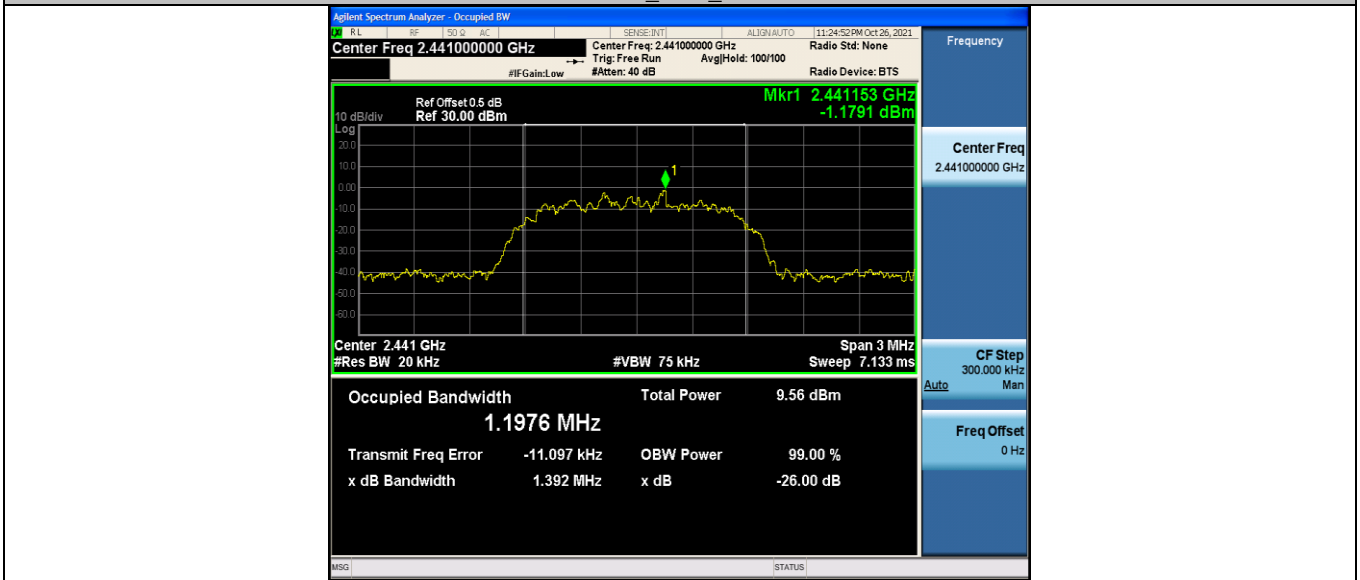 Agilent Spectrum Analyzer - Occupied BW
RL RF 50 Ω AC SENSE:INT ALIGNAUTO 11:24:52PM Oct 26, 2021
Center Freq 2.441000000 GHz
Center Freq: 2.441000000 GHz
Radio Std: None
Trig: Free Run Avg|Hold: 100/100
#IFGain:Low
#Atten: 40 dB
Radio Device: BTS
Frequency
Mkr1 2.441153 GHz
-1.1791 dBm
Ref Offset 0.5 dB
10 dB/div Ref 30.00 dBm
Log
20.0
10.0
0.00
-10.0
-20.0
-30.0
-40.0
-50.0
-60.0
1
Center 2.441 GHz
Span 3 MHz
#Res BW 20 kHz
#VBW 75 kHz
Sweep 7.133 ms
Occupied Bandwidth
1.1976 MHz
Total Power 9.56 dBm
Transmit Freq Error -11.097 kHz
OBW Power 99.00 %
x dB Bandwidth 1.392 MHz
x dB -26.00 dB
Center Freq
2.441000000 GHz
CF Step
300.000 kHz
Auto Man
Freq Offset
0 Hz
MSG
STATUS